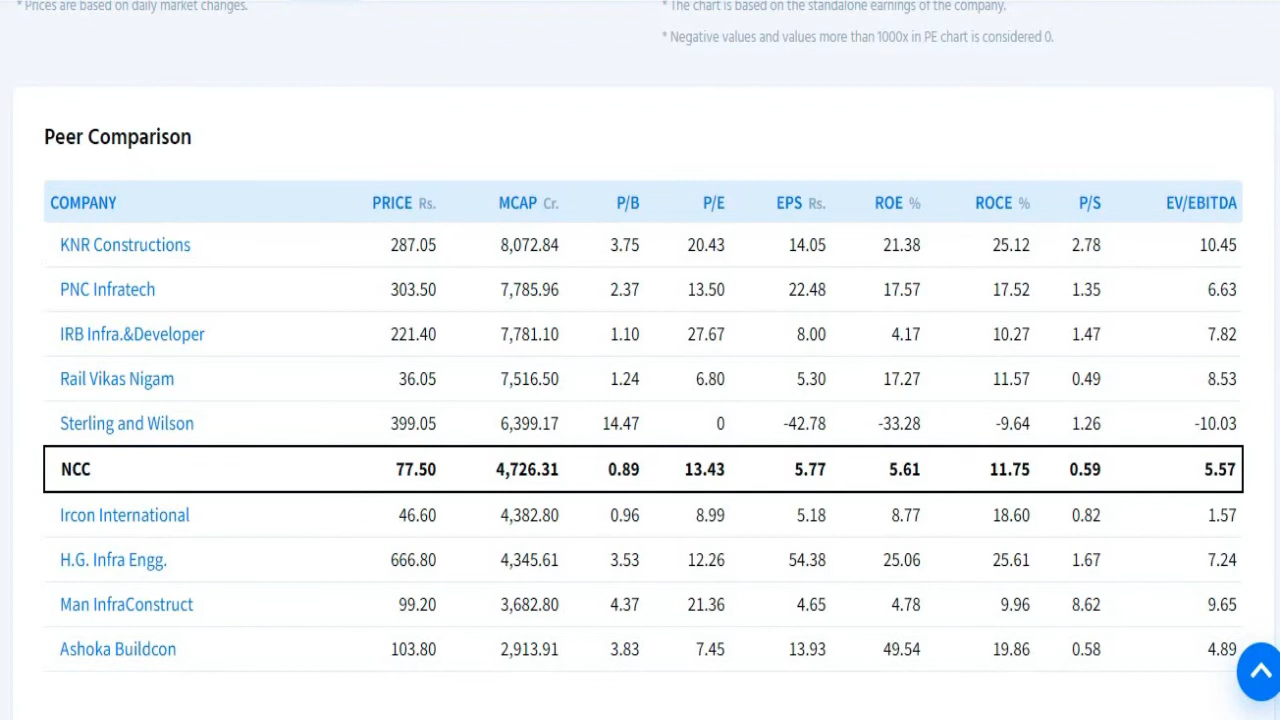 * Prices are based on daily market changes.
* The chart is based on the standalone earnings of the company.
* Negative values and values more than 1000x in PE chart is considered 0.
Peer Comparison
COMPANY PRICE Rs. MCAP Cr. P/B P/E EPS Rs. ROE % ROCE % P/S EV/EBITDA
KNR Constructions 287.05 8,072.84 3.75 20.43 14.05 21.38 25.12 2.78 10.45
PNC Infratech 303.50 7,785.96 2.37 13.50 22.48 17.57 17.52 1.35 6.63
IRB Infra.&Developer 221.40 7,781.10 1.10 27.67 8.00 4.17 10.27 1.47 7.82
Rail Vikas Nigam 36.05 7,516.50 1.24 6.80 5.30 17.27 11.57 0.49 8.53
Sterling and Wilson 399.05 6,399.17 14.47 0 -42.78 -33.28 -9.64 1.26 -10.03
NCC 77.50 4,726.31 0.89 13.43 5.77 5.61 11.75 0.59 5.57
Ircon International 46.60 4,382.80 0.96 8.99 5.18 8.77 18.60 0.82 1.57
H.G. Infra Engg. 666.80 4,345.61 3.53 12.26 54.38 25.06 25.61 1.67 7.24
Man InfraConstruct 99.20 3,682.80 4.37 21.36 4.65 4.78 9.96 8.62 9.65
Ashoka Buildcon 103.80 2,913.91 3.83 7.45 13.93 49.54 19.86 0.58 4.89